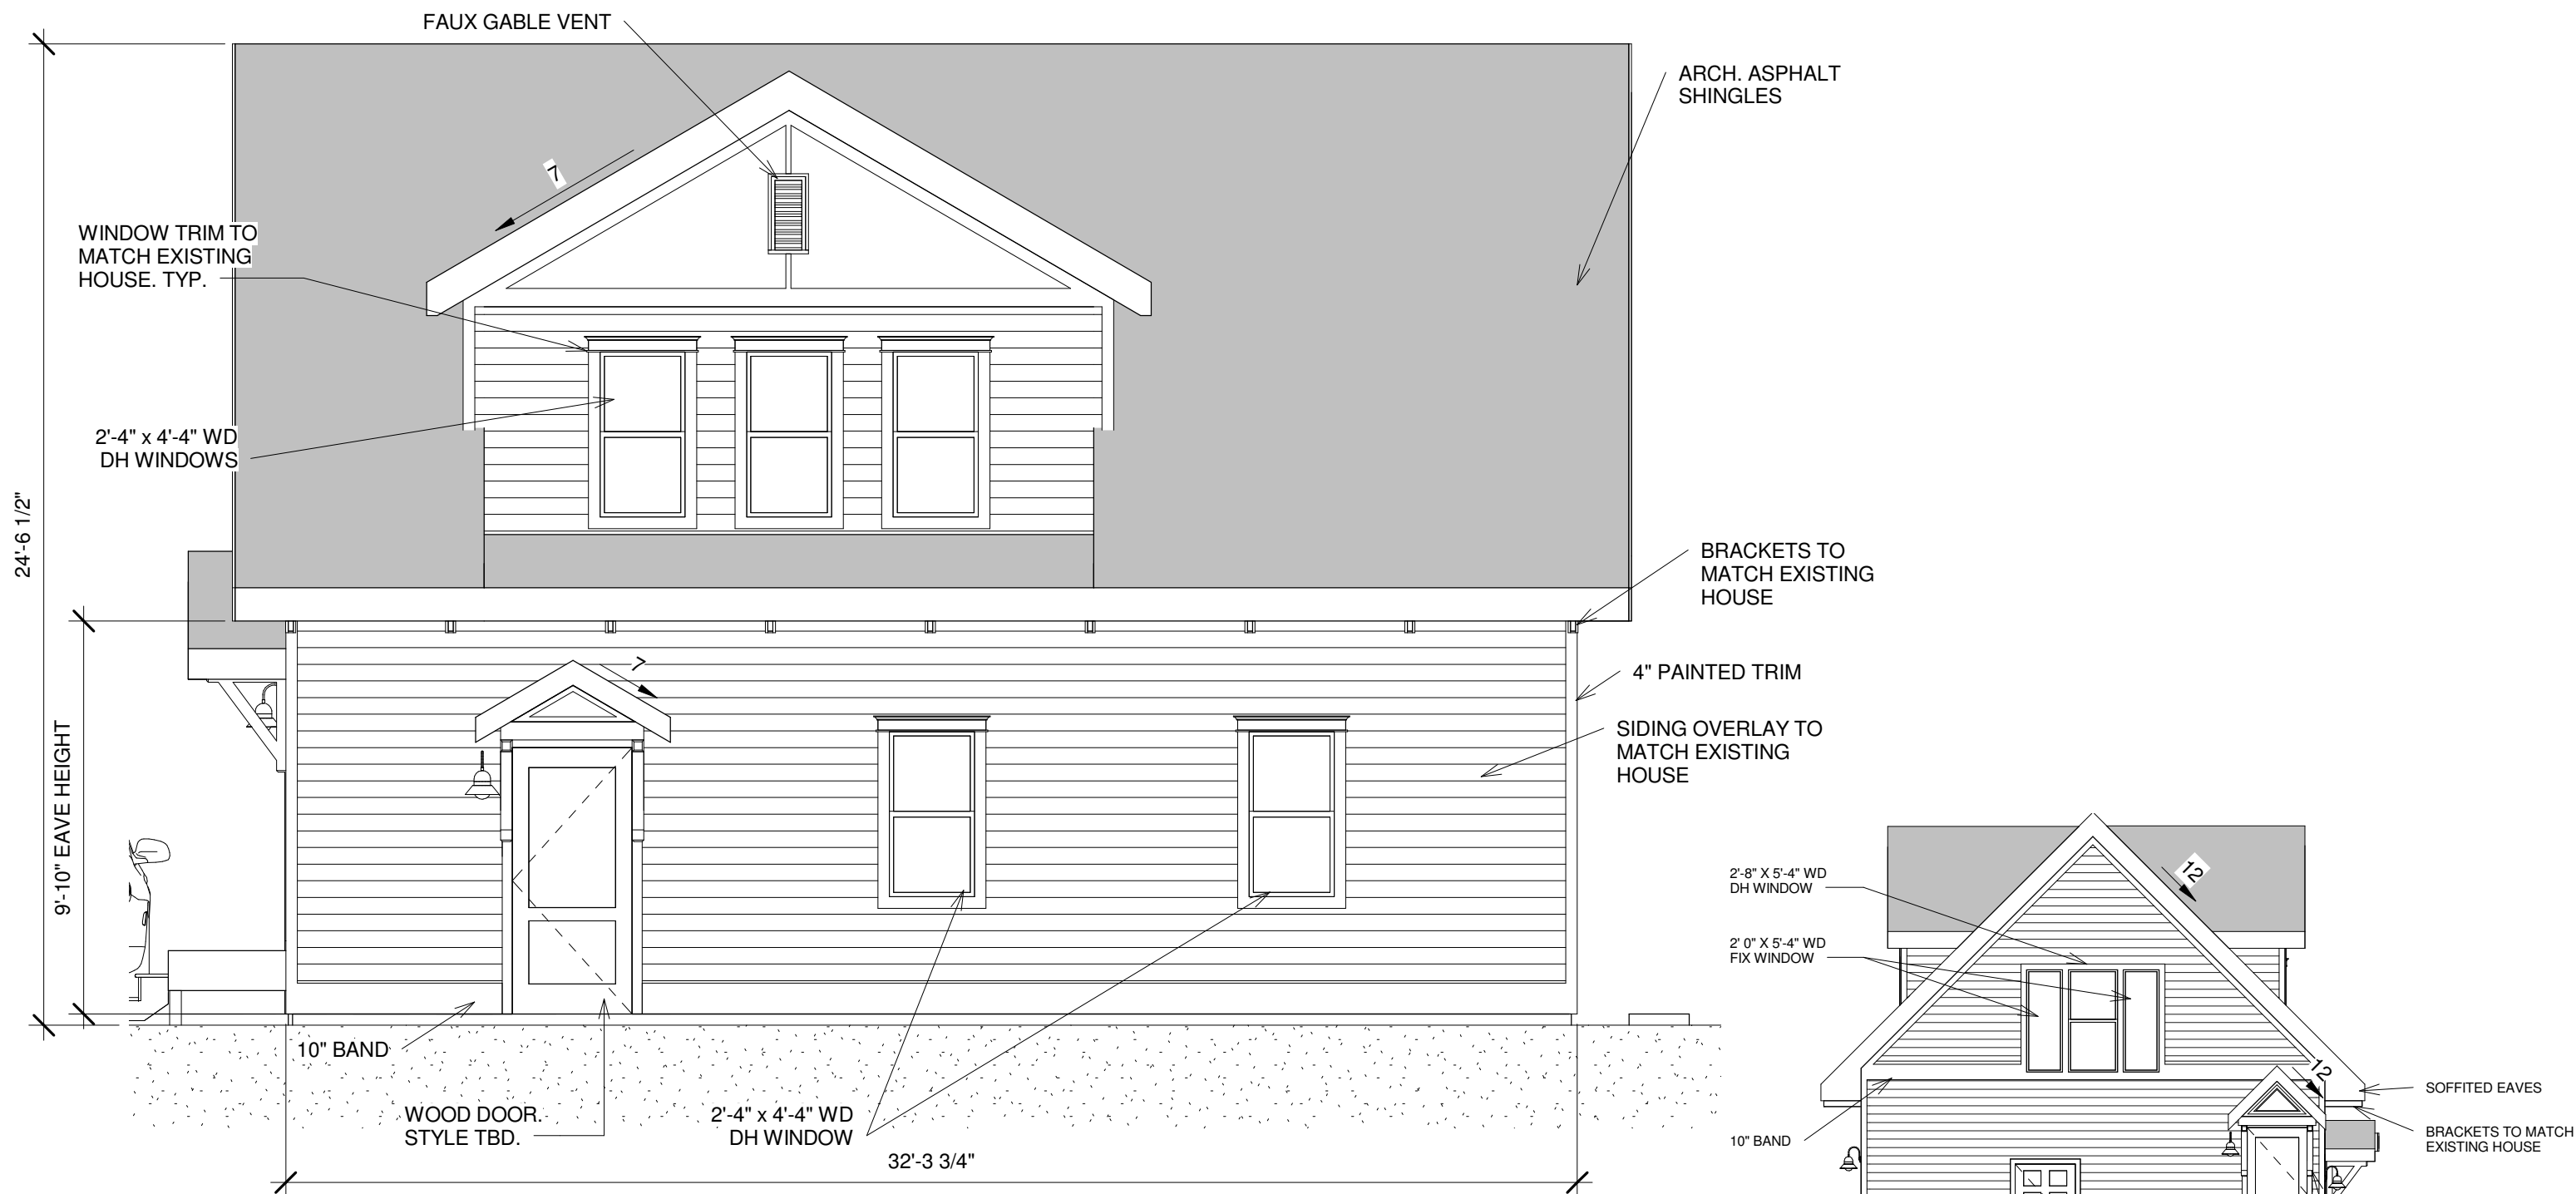 FAUX GABLE VENT
ARCH. ASPHALT
SHINGLES
7
WINDOW TRIM TO
MATCH EXISTING
HOUSE. TYP.
2'-4" x 4'-4" WD
DH WINDOWS
24'-6 1/2"
BRACKETS TO
MATCH EXISTING
HOUSE
7
4" PAINTED TRIM
SIDING OVERLAY TO
MATCH EXISTING
HOUSE
9'-10" EAVE HEIGHT
10" BAND
WOOD DOOR.
STYLE TBD.
2'-4" x 4'-4" WD
DH WINDOW
32'-3 3/4"
12
2'-8" X 5'-4" WD
DH WINDOW
2' 0" X 5'-4" WD
FIX WINDOW
12
SOFFITED EAVES
10" BAND
BRACKETS TO MATCH
EXISTING HOUSE